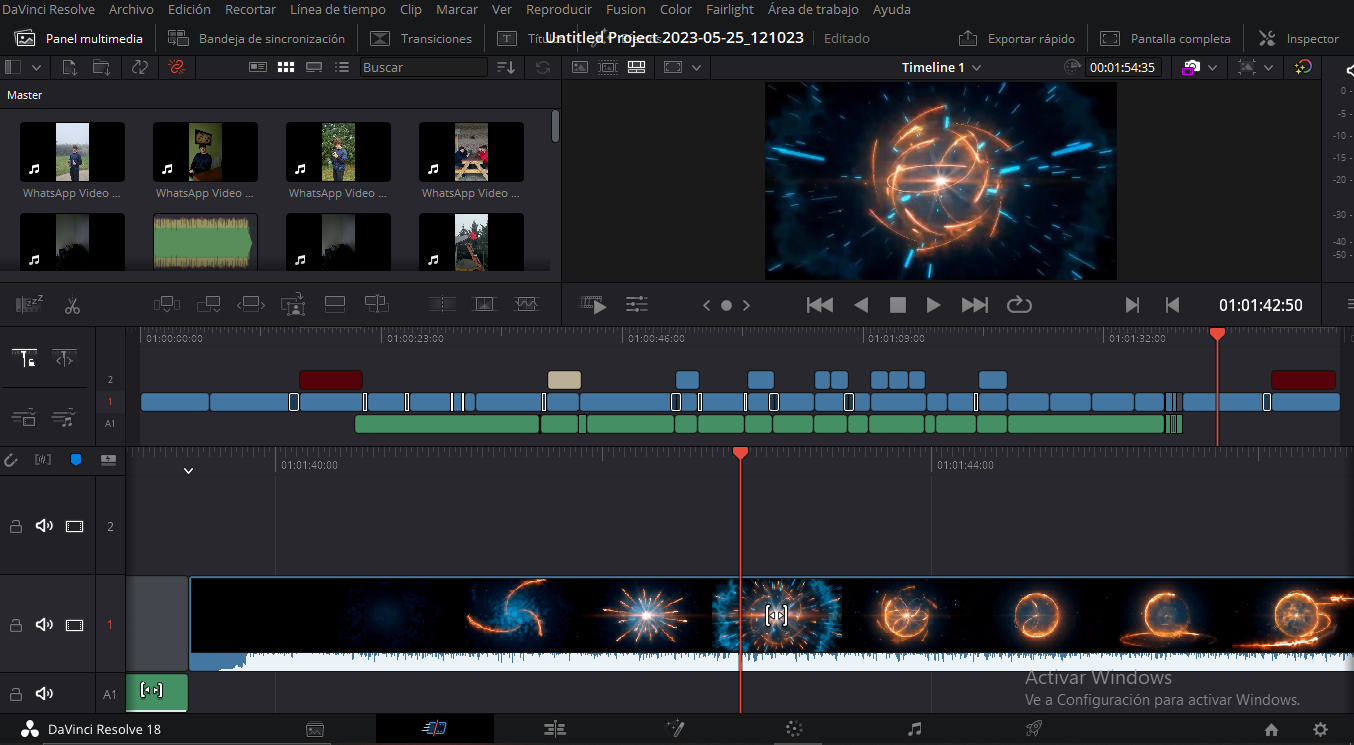 DaVinci Resolve Archivo Edición Recortar Línea de tiempo Clip Marcar Ver Reproducir Fusion Color Fairlight Área de trabajo Ayuda
Panel multimedia Bandeja de sincronización Transiciones Untitled Project 2023-05-25_121023 Editado Exportar rápido Pantalla completa Inspector
Buscar Timeline 1 00:01:54:35
Master
WhatsApp Video ... WhatsApp Video ... WhatsApp Video ... WhatsApp Video ...
0
-5
-10
-15
-20
-30
-40
-50
01:01:42:50
01:00:00:00 01:00:23:00 01:00:46:00 01:01:09:00 01:01:32:00
2
1
A1
01:01:40:00 01:01:44:00
2
1
A1
Activar Windows
Ve a Configuración para activar Windows.
DaVinci Resolve 18